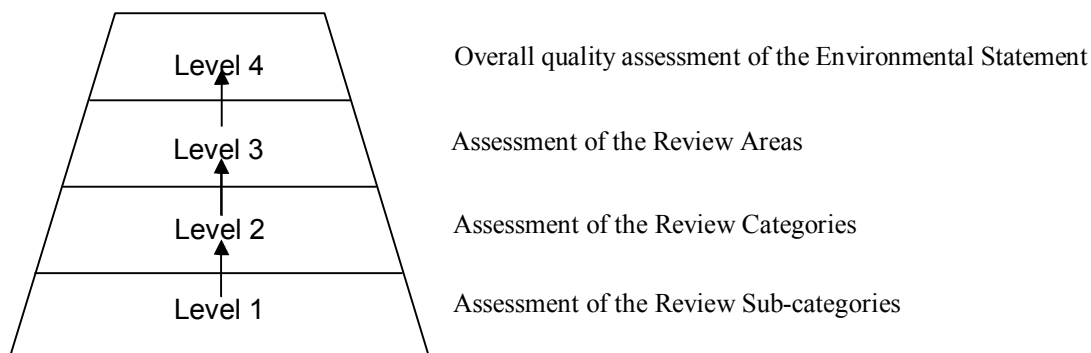 Level 4 Overall quality assessment of the Environmental Statement
Level 3 Assessment of the Review Areas
Level 2 Assessment of the Review Categories
Level 1 Assessment of the Review Sub-categories